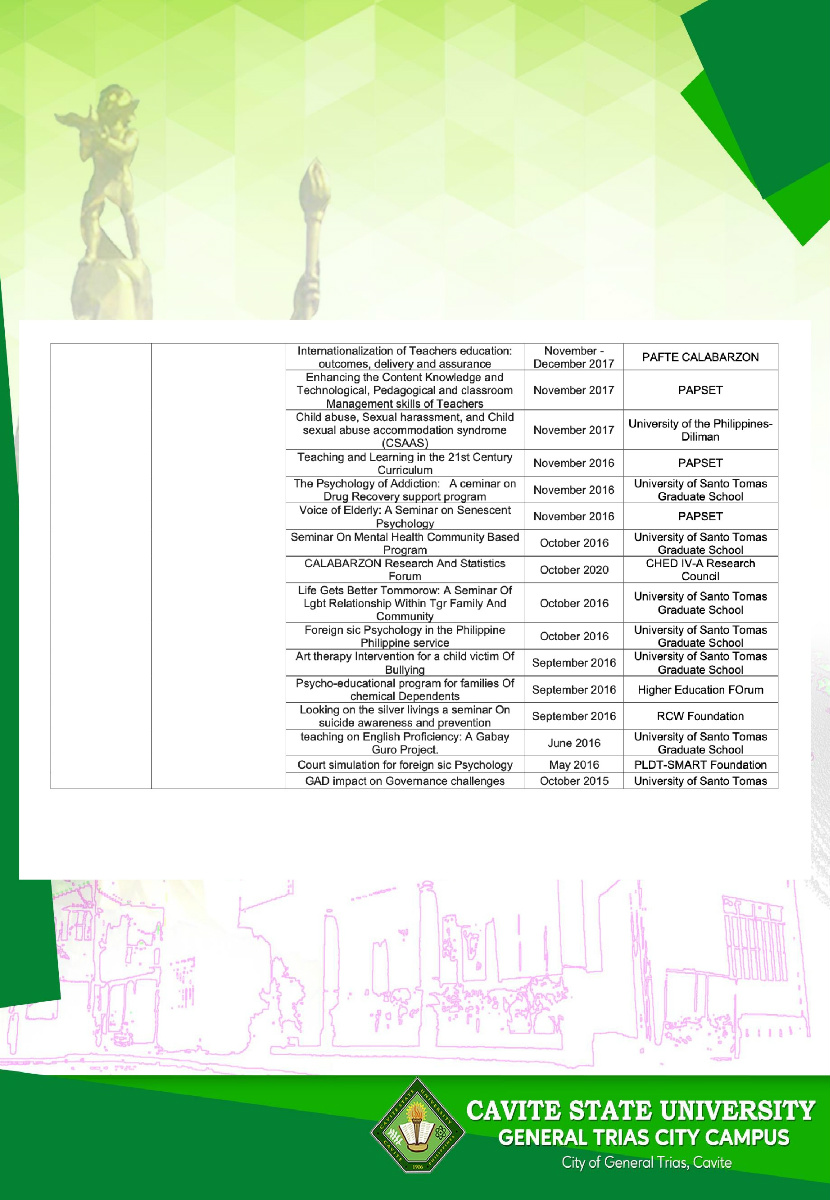 Internationalization of Teachers education:
outcomes, delivery and assurance
November -
December 2017
PAFTE CALABARZON
Enhancing the Content Knowledge and
Technological, Pedagogical and classroom
Management skills of Teachers
November 2017
PAPSET
Child abuse, Sexual harassment, and Child
sexual abuse accommodation syndrome
(CSAAS)
November 2017
University of the Philippines-
Diliman
Teaching and Learning in the 21st Century
Curriculum
November 2016
PAPSET
The Psychology of Addiction: A ceminar on
Drug Recovery support program
November 2016
University of Santo Tomas
Graduate School
Voice of Elderly: A Seminar on Senescent
Psychology
November 2016
PAPSET
Seminar On Mental Health Community Based
Program
October 2016
University of Santo Tomas
Graduate School
CALABARZON Research And Statistics
Forum
October 2020
CHED IV-A Research
Council
Life Gets Better Tommorow: A Seminar Of
Lgbt Relationship Within Tgr Family And
Community
October 2016
University of Santo Tomas
Graduate School
Foreign sic Psychology in the Philippine
Philippine service
October 2016
University of Santo Tomas
Graduate School
Art therapy Intervention for a child victim Of
Bullying
September 2016
University of Santo Tomas
Graduate School
Psycho-educational program for families Of
chemical Dependents
September 2016
Higher Education FOrum
Looking on the silver livings a seminar On
suicide awareness and prevention
September 2016
RCW Foundation
teaching on English Proficiency: A Gabay
Guro Project.
June 2016
University of Santo Tomas
Graduate School
Court simulation for foreign sic Psychology
May 2016
PLDT-SMART Foundation
GAD impact on Governance challenges
October 2015
University of Santo Tomas
CAVITE STATE UNIVERSITY
GENERAL TRIAS CITY CAMPUS
City of General Trias, Cavite
1906